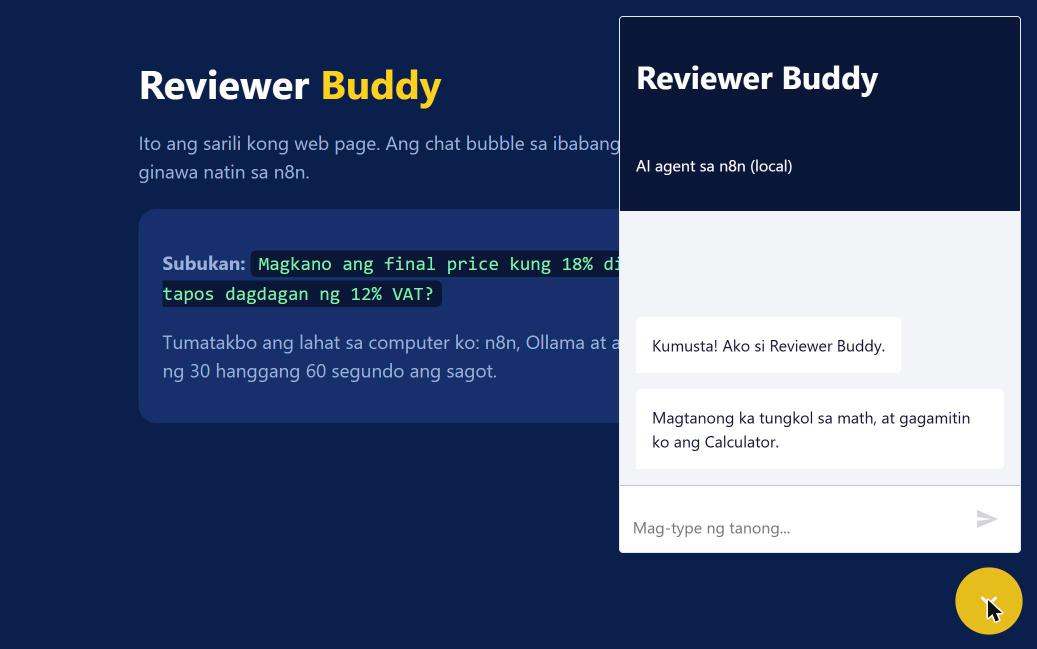 Reviewer Buddy
Ito ang sarili kong web page. Ang chat bubble sa ibabang
ginawa natin sa n8n.
Subukan: Magkano ang final price kung 18% di
tapos dagdagan ng 12% VAT?
Tumatakbo ang lahat sa computer ko: n8n, Ollama at a
ng 30 hanggang 60 segundo ang sagot.
Reviewer Buddy
AI agent sa n8n (local)
Kumusta! Ako si Reviewer Buddy.
Magtanong ka tungkol sa math, at gagamitin
ko ang Calculator.
Mag-type ng tanong...